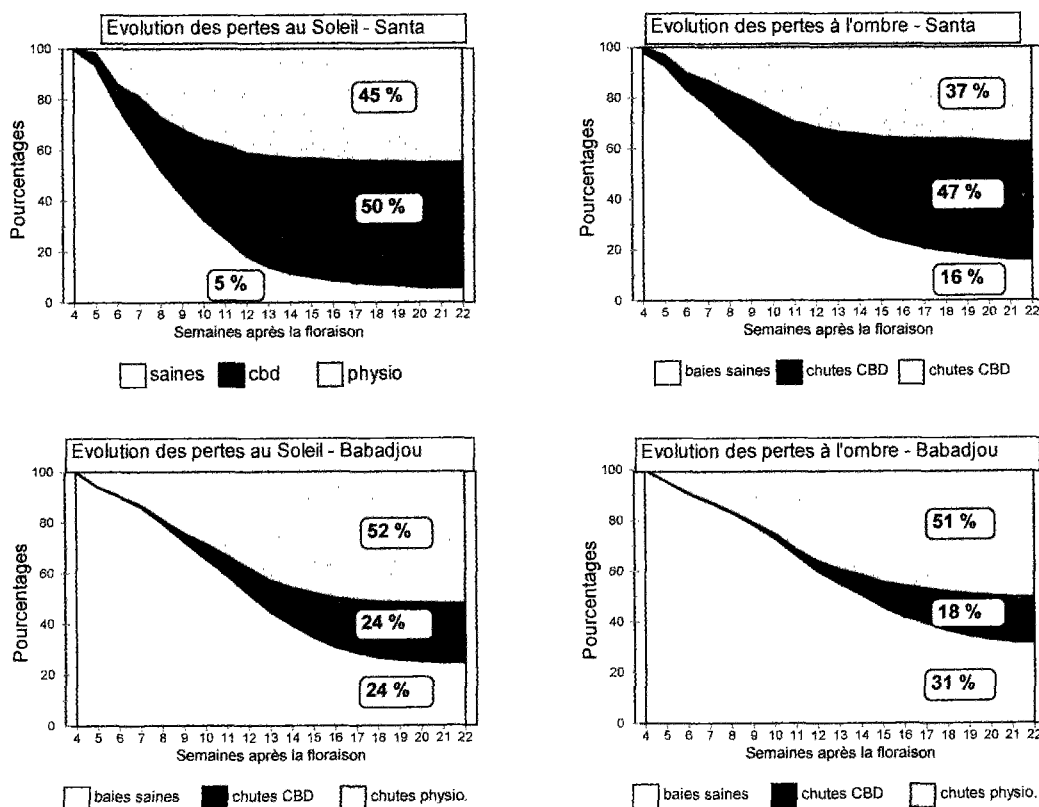 Evolution des pertes au Soleil - Santa
Pourcentages
100
80
60
40
20
0
45 %
50 %
5 %
4 5 6 7 8 9 10 11 12 13 14 15 16 17 18 19 20 21 22
Semaines après la floraison
saines cbd physio
Evolution des pertes à l'ombre - Santa
Pourcentages
100
80
60
40
20
0
37 %
47 %
16 %
4 5 6 7 8 9 10 11 12 13 14 15 16 17 18 19 20 21 22
Semaines après la floraison
baies saines chutes CBD chutes CBD
Evolution des pertes au Soleil - Babadjou
Pourcentages
100
80
60
40
20
0
52 %
24 %
24 %
4 5 6 7 8 9 10 11 12 13 14 15 16 17 18 19 20 21 22
Semaines après la floraison
baies saines chutes CBD chutes physio.
Evolution des pertes à l'ombre - Babadjou
Pourcentages
100
80
60
40
20
0
51 %
18 %
31 %
4 5 6 7 8 9 10 11 12 13 14 15 16 17 18 19 20 21 22
Semaines après la floraison
baies saines chutes CBD chutes physio.